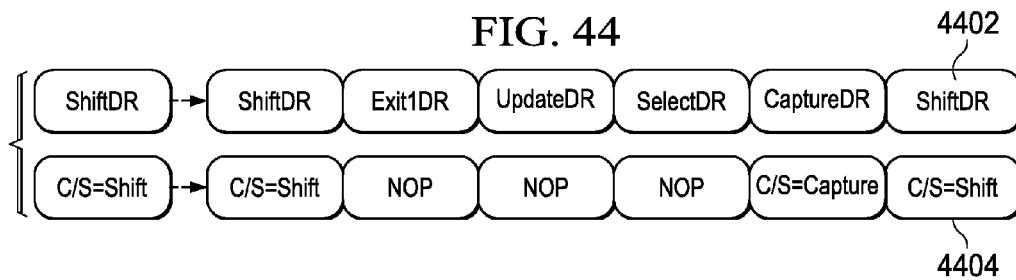 FIG. 44
4402
ShiftDR ShiftDR Exit1DR UpdateDR SelectDR CaptureDR ShiftDR
C/S=Shift C/S=Shift NOP NOP NOP C/S=Capture C/S=Shift
4404